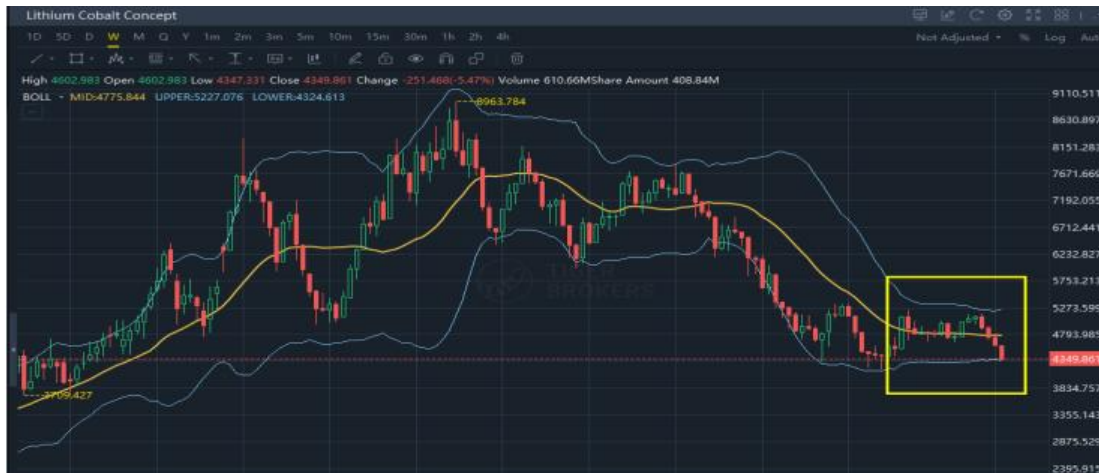 Lithium Cobalt Concept
1D 5D D W M Q Y 1m 2m 3m 5m 10m 15m 30m 1h 2h 4h Not Adjusted % Log Aut
High 4602.983 Open 4602.983 Low 4347.331 Close 4349.861 Change -251.468(-5.47%) Volume 610.66MShare Amount 408.84M
BOLL MID:4775.844 UPPER:5227.076 LOWER:4324.613
8963.784
9110.511
8630.897
8151.283
7671.669
7192.055
6712.441
6232.827
TIGER
BROKERS
5753.213
5273.599
4793.985
4349.861
3834.757
3709.427
3355.143
2875.529
2395.915